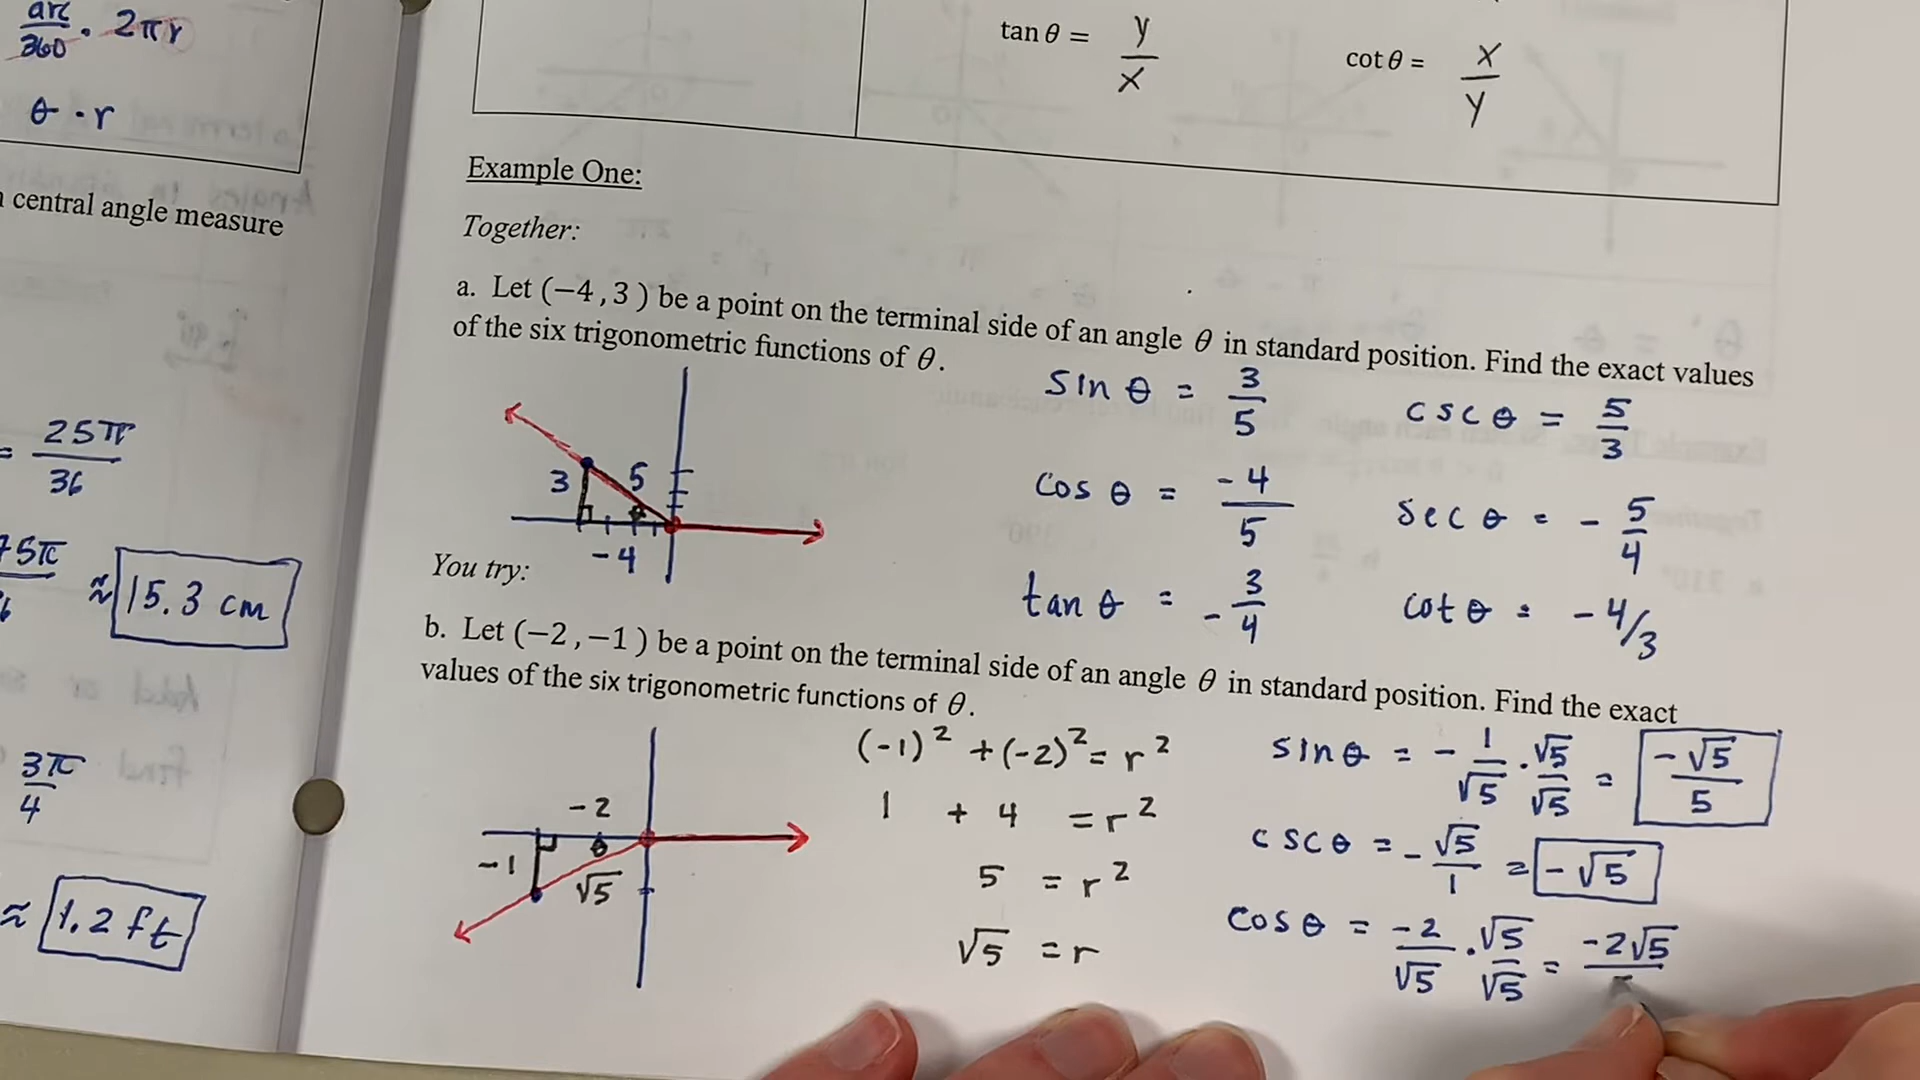 arc/360 · 2πr
θ · r
central angle measure
= 25π/36
75π
≈ 15.3 cm
3π/4
≈ 1.2 ft
tan θ = y/x
cot θ = x/y
Example One:
Together:
a. Let (−4, 3) be a point on the terminal side of an angle θ in standard position. Find the exact values
of the six trigonometric functions of θ.
3
5
-4
sin θ = 3/5
csc θ = 5/3
cos θ = -4/5
sec θ = -5/4
tan θ = -3/4
cot θ = -4/3
You try:
b. Let (−2, −1) be a point on the terminal side of an angle θ in standard position. Find the exact
values of the six trigonometric functions of θ.
-2
-1
θ
√5
(-1)² + (-2)² = r²
1 + 4 = r²
5 = r²
√5 = r
sin θ = -1/√5 · √5/√5 = -√5/5
csc θ = -√5/1 = -√5
cos θ = -2/√5 · √5/√5 = -2√5/